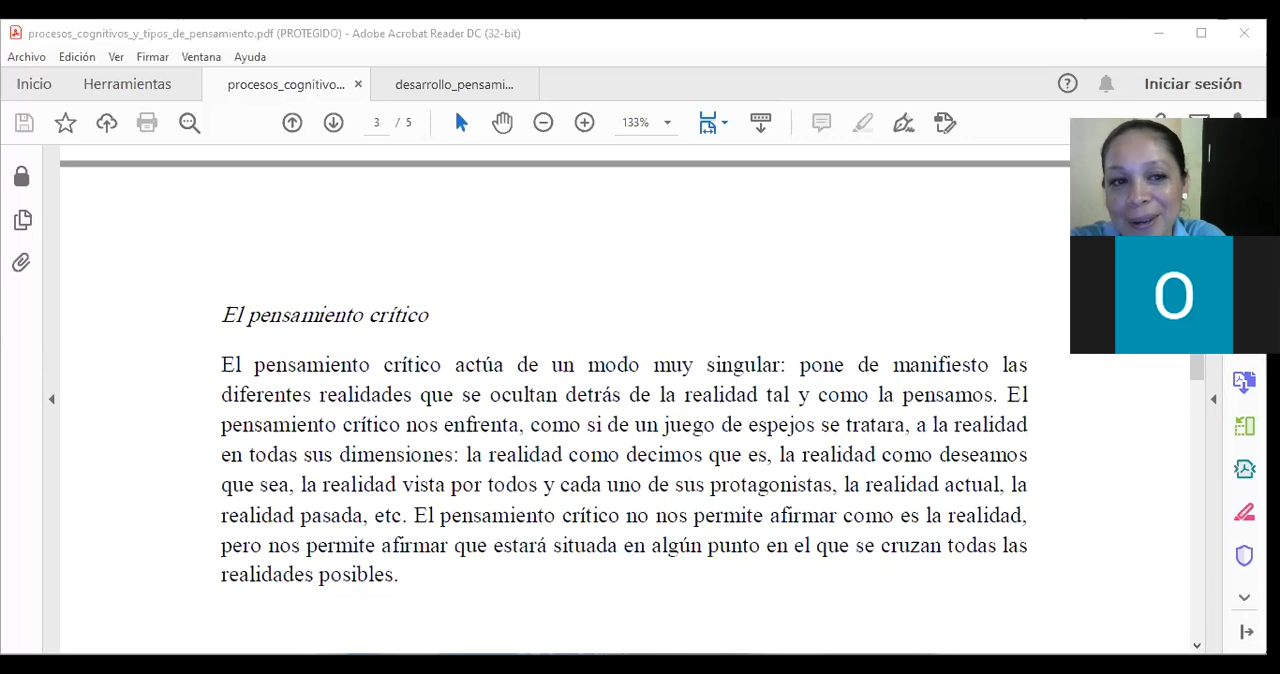 procesos_cognitivos_y_tipos_de_pensamiento.pdf (PROTEGIDO) - Adobe Acrobat Reader DC (32-bit)
Archivo Edición Ver Firmar Ventana Ayuda
Inicio Herramientas procesos_cognitivo... × desarrollo_pensami... Iniciar sesión
3 / 5 133%
O
El pensamiento crítico
El pensamiento crítico actúa de un modo muy singular: pone de manifiesto las
diferentes realidades que se ocultan detrás de la realidad tal y como la pensamos. El
pensamiento crítico nos enfrenta, como si de un juego de espejos se tratara, a la realidad
en todas sus dimensiones: la realidad como decimos que es, la realidad como deseamos
que sea, la realidad vista por todos y cada uno de sus protagonistas, la realidad actual, la
realidad pasada, etc. El pensamiento crítico no nos permite afirmar como es la realidad,
pero nos permite afirmar que estará situada en algún punto en el que se cruzan todas las
realidades posibles.